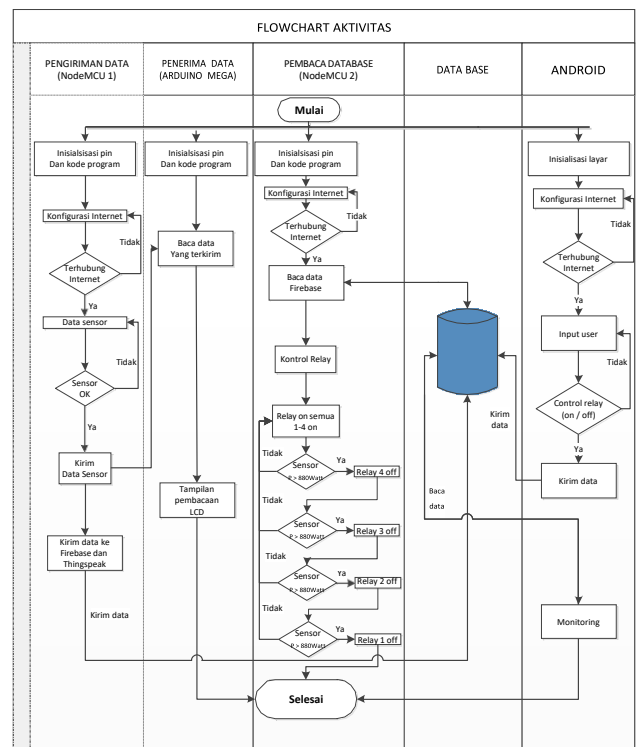 FLOWCHART AKTIVITAS
PENGIRIMAN DATA
(NodeMCU 1)
PENERIMA DATA
(ARDUINO MEGA)
PEMBACA DATABASE
(NodeMCU 2)
DATA BASE
ANDROID
Mulai
Inisialsisasi pin
Dan kode program
Konfigurasi Internet
Tidak
Terhubung
Internet
Ya
Data sensor
Tidak
Sensor
OK
Ya
Kirim
Data Sensor
Kirim data ke
Firebase dan
Thingspeak
Kirim data
Inisialsisasi pin
Dan kode program
Baca data
Yang terkirim
Tampilan
pembacaan
LCD
Inisialsisasi pin
Dan kode program
Konfigurasi Internet
Tidak
Terhubung
Internet
Ya
Baca data
Firebase
Kontrol Relay
Relay on semua
1-4 on
Tidak
Sensor
P > 880Watt
Ya
Relay 4 off
Tidak
Sensor
P > 880Watt
Ya
Relay 3 off
Tidak
Sensor
P > 880Watt
Ya
Relay 2 off
Tidak
Sensor
P > 880Watt
Ya
Relay 1 off
Selesai
Baca
data
Kirim
data
Inisialisasi layar
Konfigurasi Internet
Tidak
Terhubung
Internet
Ya
Input user
Tidak
Control relay
(on / off)
Ya
Kirim data
Monitoring